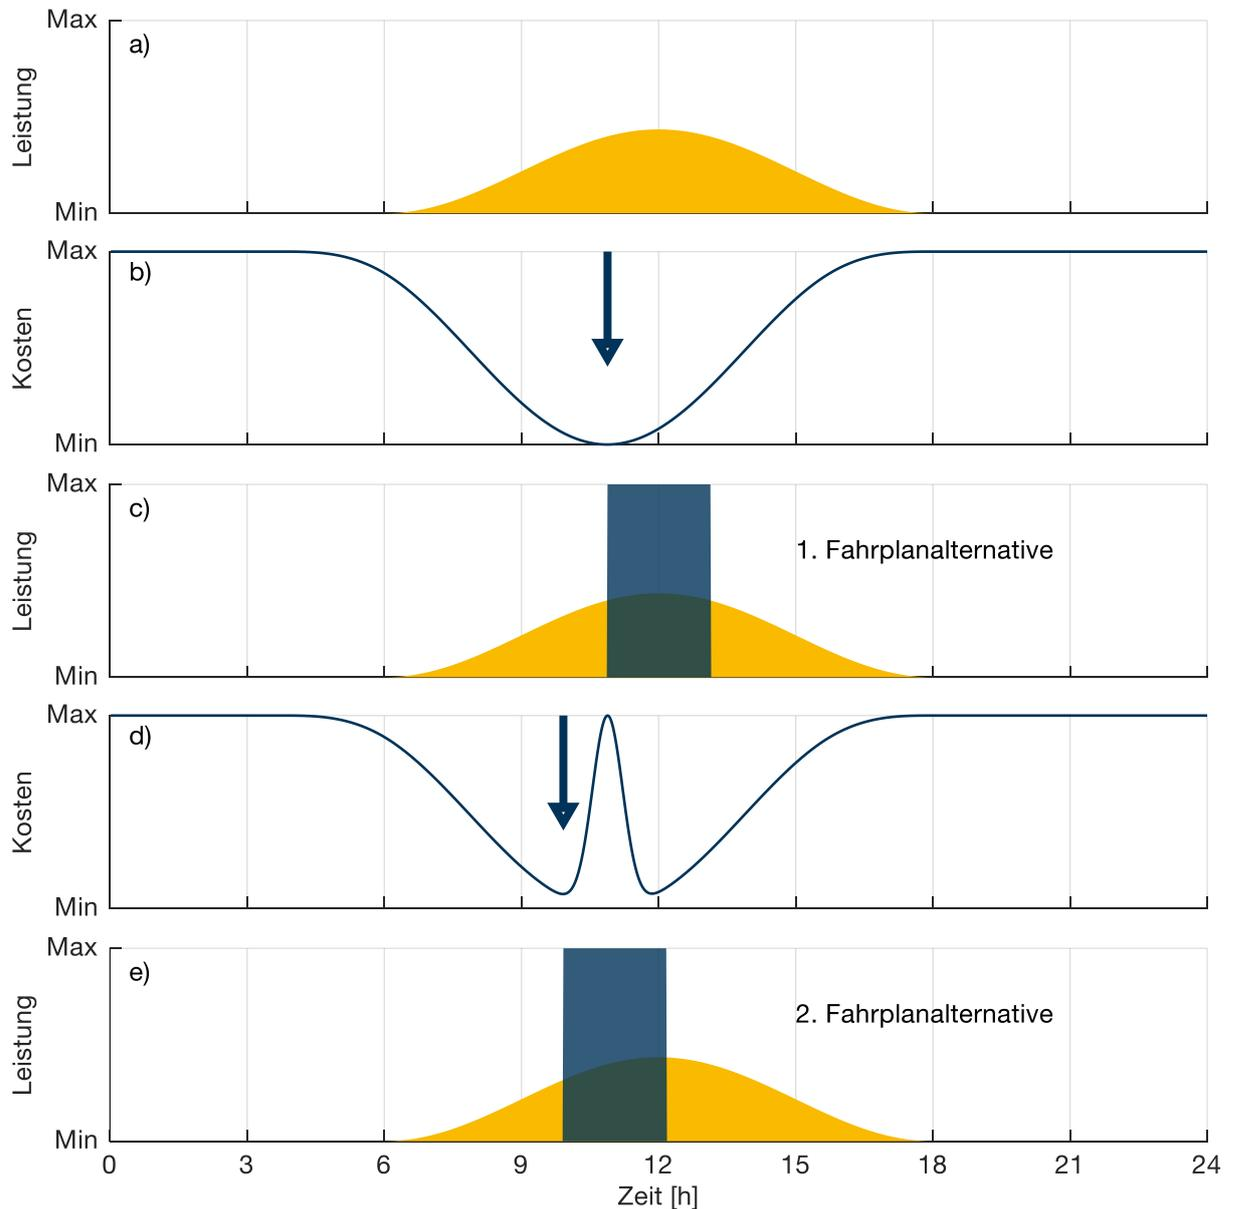 Max
a)
Leistung
Min
Max
b)
Kosten
Min
Max
c)
1. Fahrplanalternative
Leistung
Min
Max
d)
Kosten
Min
Max
e)
2. Fahrplanalternative
Leistung
Min
0 3 6 9 12 15 18 21 24
Zeit [h]